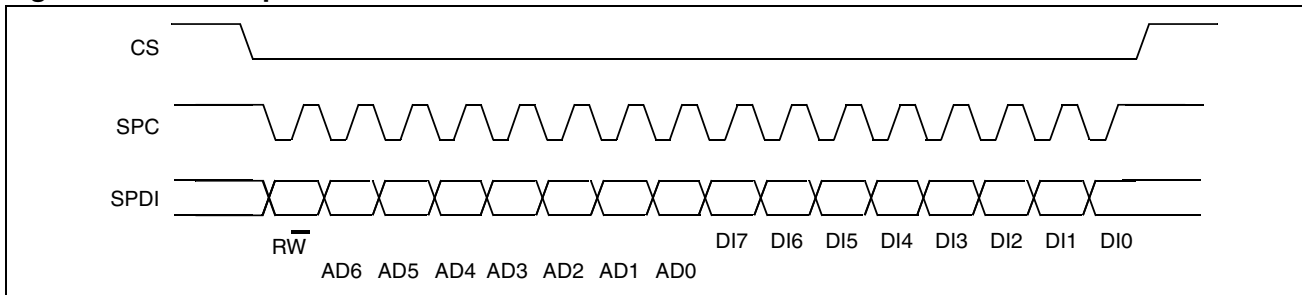 CS
SPC
SPDI
RW
DI7 DI6 DI5 DI4 DI3 DI2 DI1 DI0
AD6 AD5 AD4 AD3 AD2 AD1 AD0